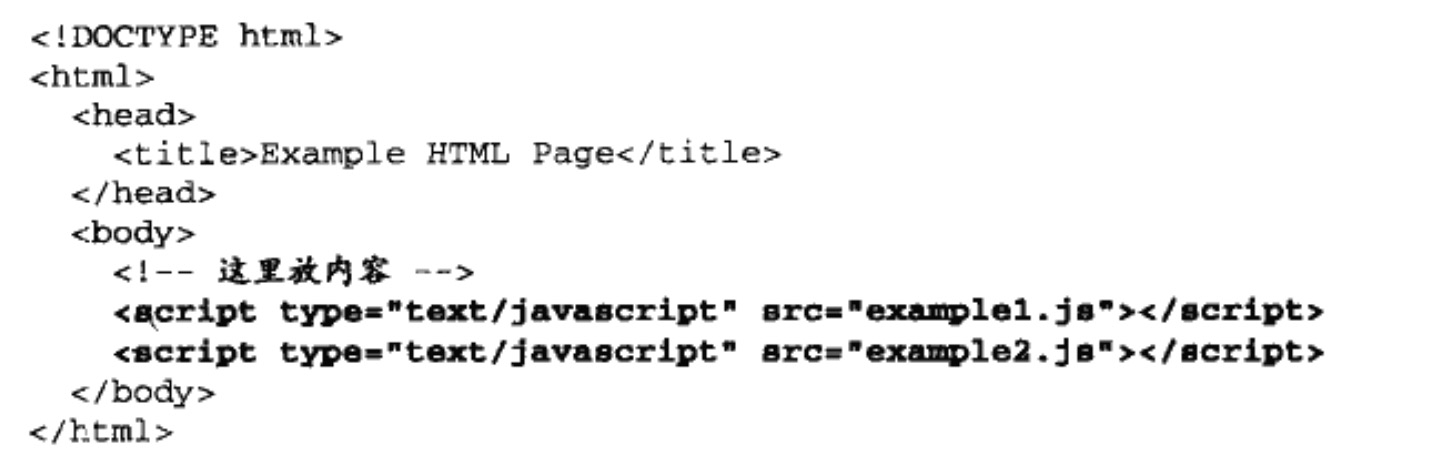 <!DOCTYPE html>
<html>
<head>
<title>Example HTML Page</title>
</head>
<body>
<!-- 这里放内容 -->
<script type="text/javascript" src="example1.js"></script>
<script type="text/javascript" src="example2.js"></script>
</body>
</html>